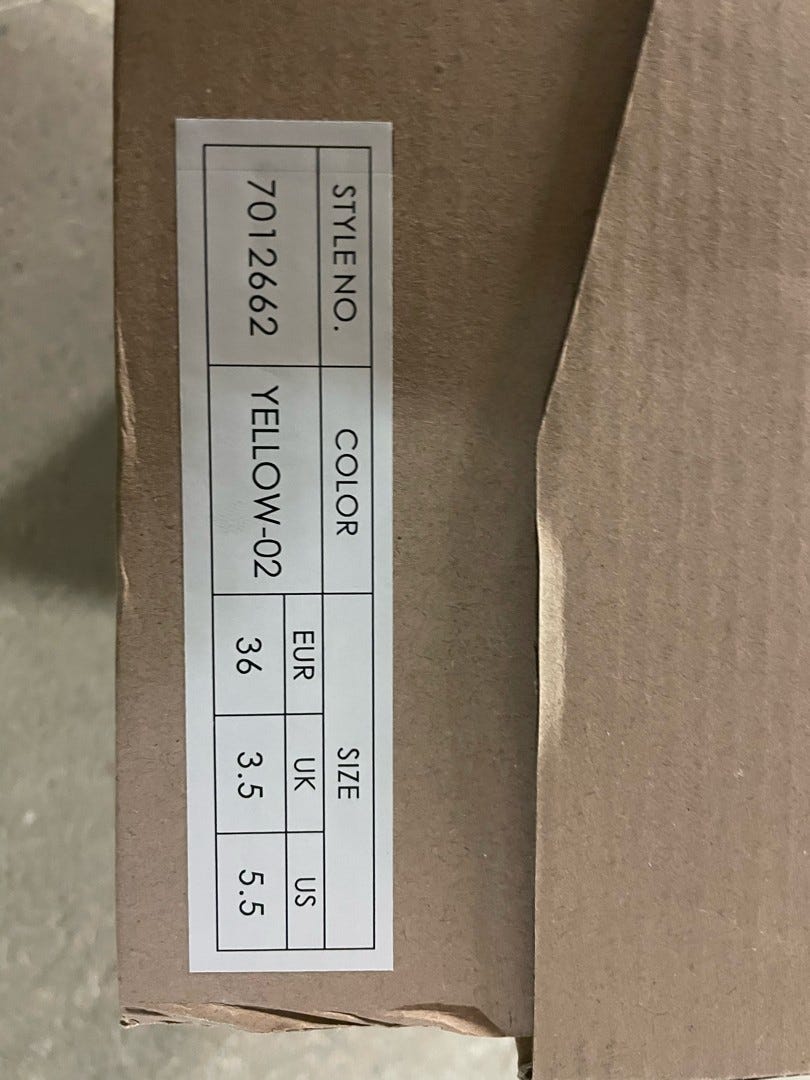 STYLE NO. COLOR SIZE
EUR UK US
7012662 YELLOW-02 36 3.5 5.5